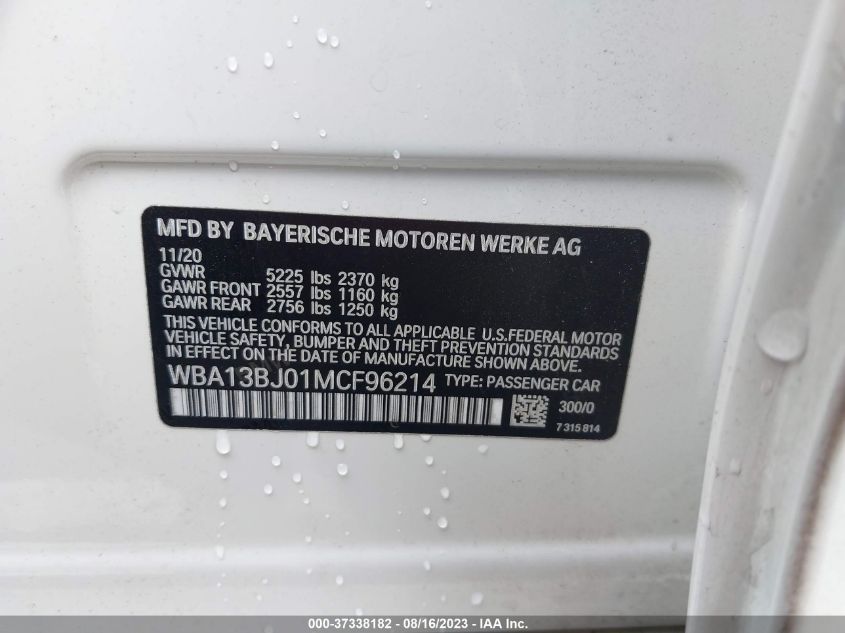 MFD BY BAYERISCHE MOTOREN WERKE AG
11/20
GVWR 5225 lbs 2370 kg
GAWR FRONT 2557 lbs 1160 kg
GAWR REAR 2756 lbs 1250 kg
THIS VEHICLE CONFORMS TO ALL APPLICABLE U.S.FEDERAL MOTOR
VEHICLE SAFETY, BUMPER AND THEFT PREVENTION STANDARDS
IN EFFECT ON THE DATE OF MANUFACTURE SHOWN ABOVE.
WBA13BJ01MCF96214 TYPE: PASSENGER CAR
300/0
7 315 814
000-37338182 - 08/16/2023 - IAA Inc.